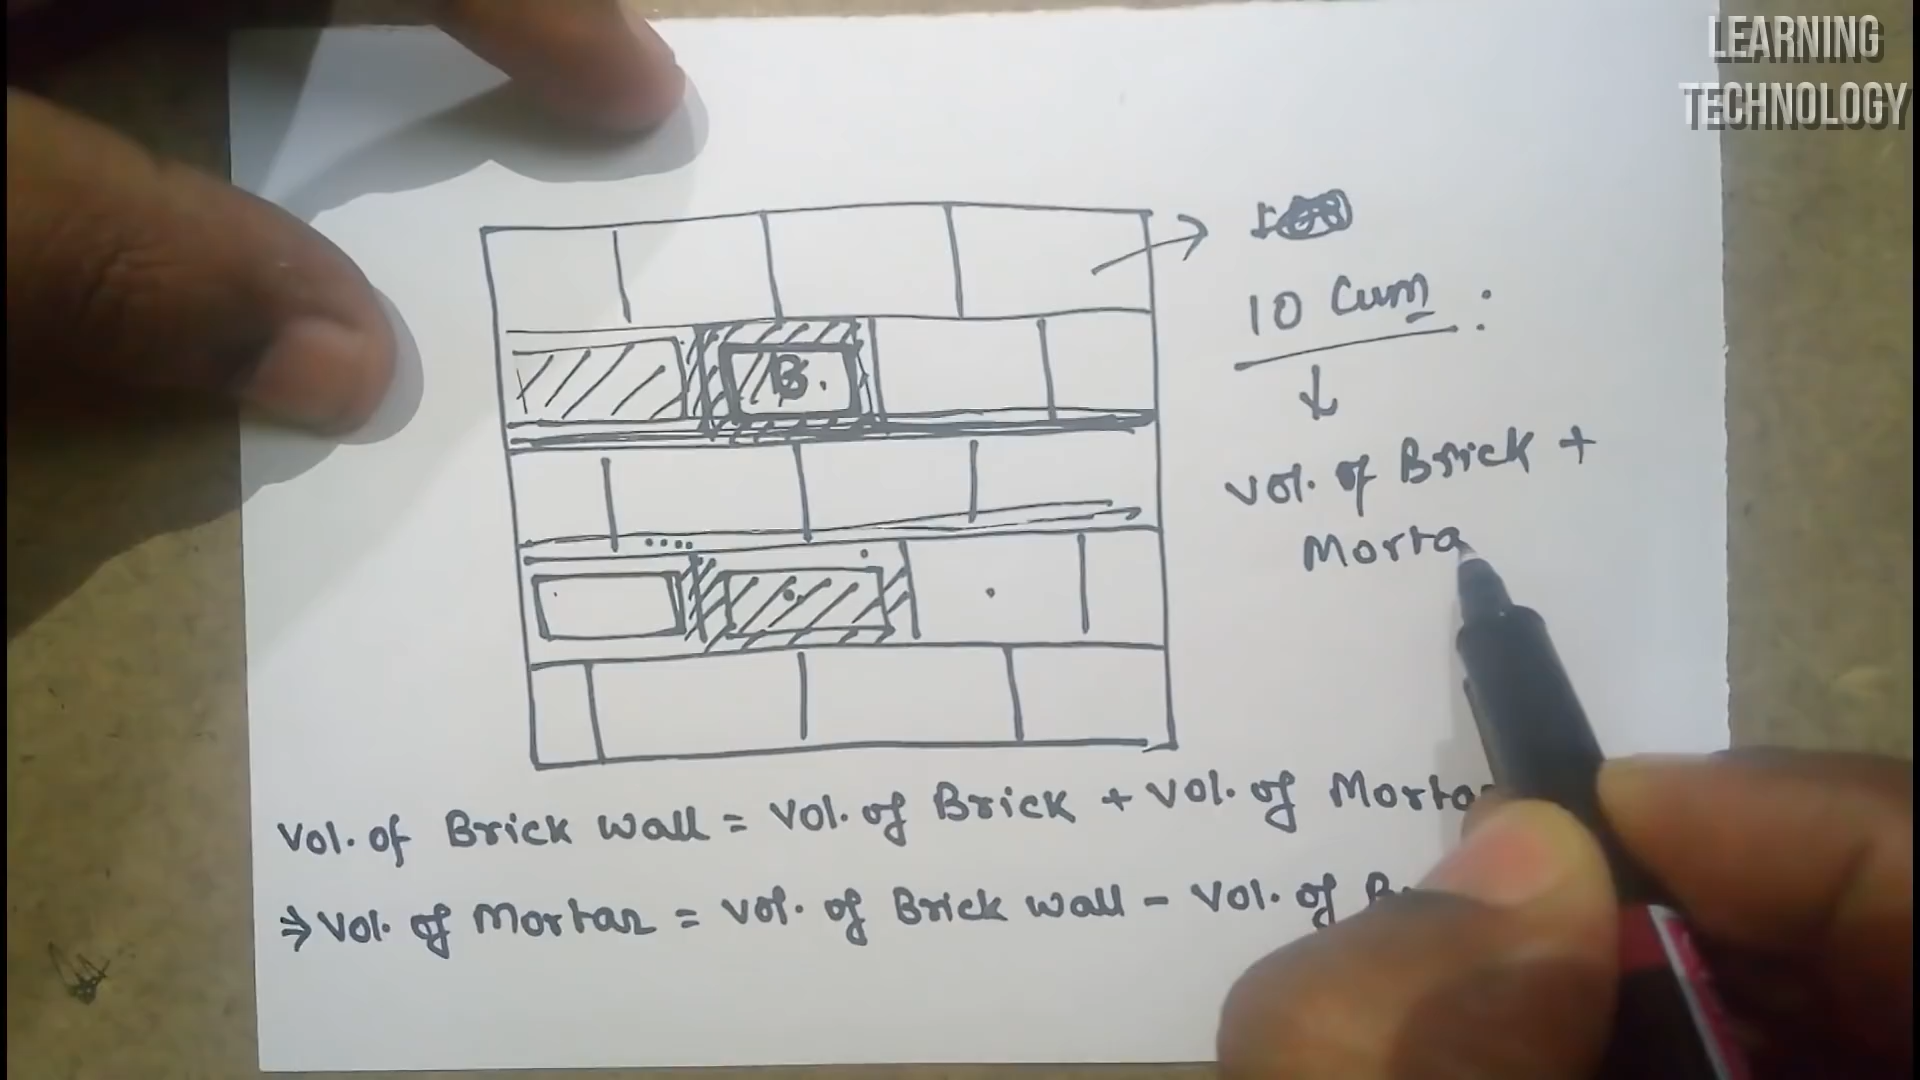 LEARNING
TECHNOLOGY
10 Cum :
B.
Vol. of Brick +
Morta
Vol. of Brick wall = Vol. of Brick + Vol. of Morta
⇒ Vol. of Mortar = Vol. of Brick wall - Vol. of B